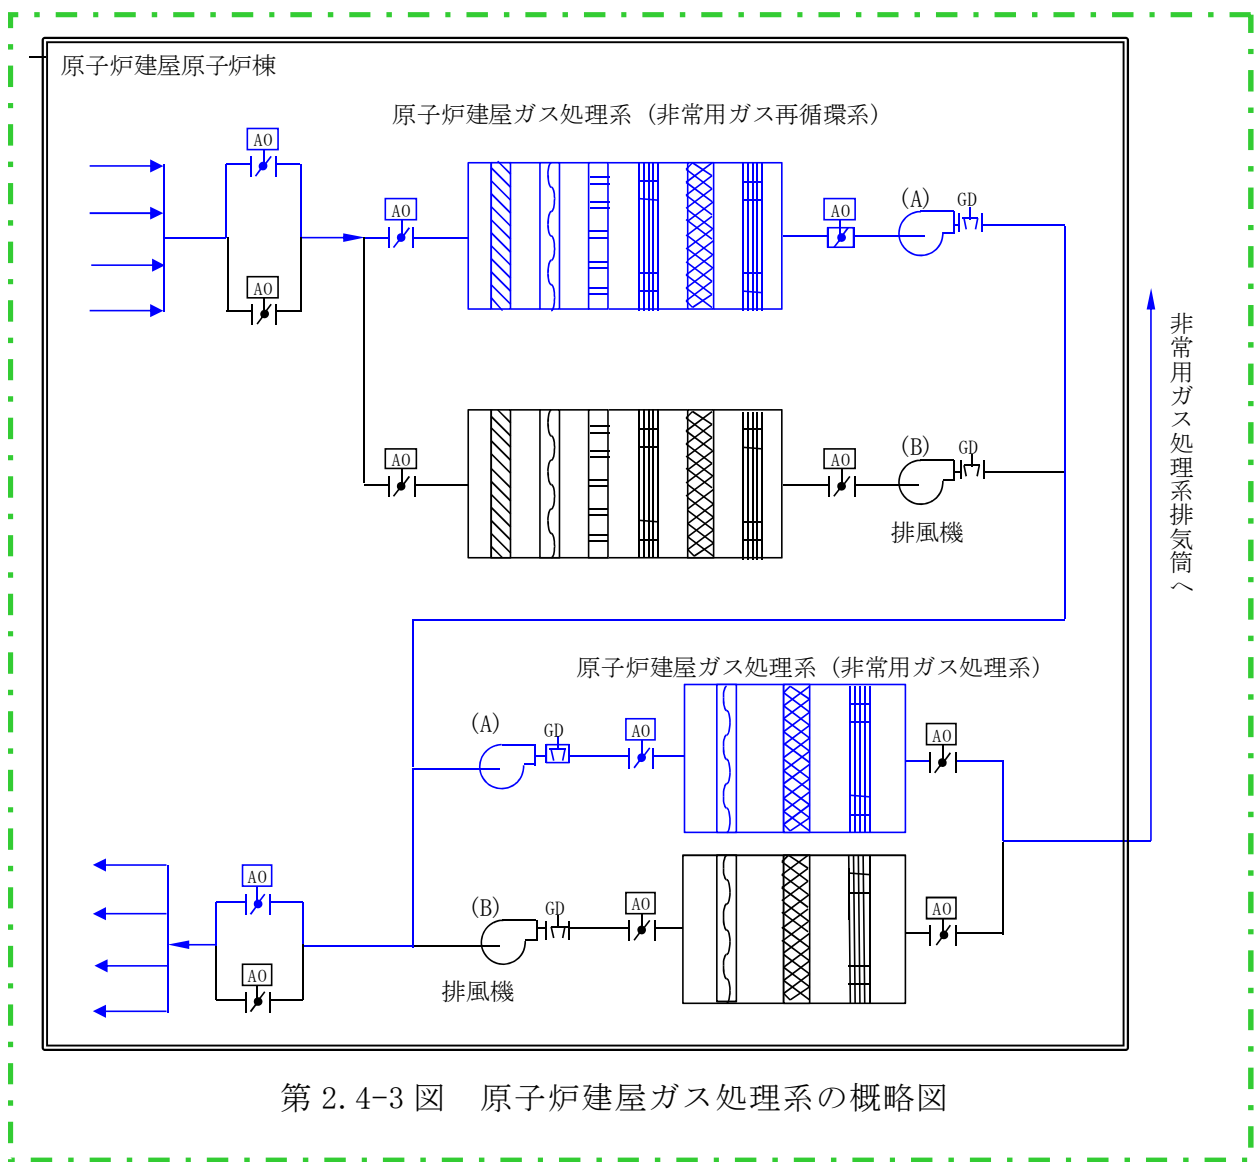 原子炉建屋原子炉棟
原子炉建屋ガス処理系（非常用ガス再循環系）
AO
AO
AO
(A)
GD
AO
AO
AO
(B)
GD
排風機
非常用ガス処理系排気筒へ
原子炉建屋ガス処理系（非常用ガス処理系）
(A)
GD
AO
AO
AO
(B)
GD
AO
AO
AO
排風機
第 2.4-3 図　原子炉建屋ガス処理系の概略図